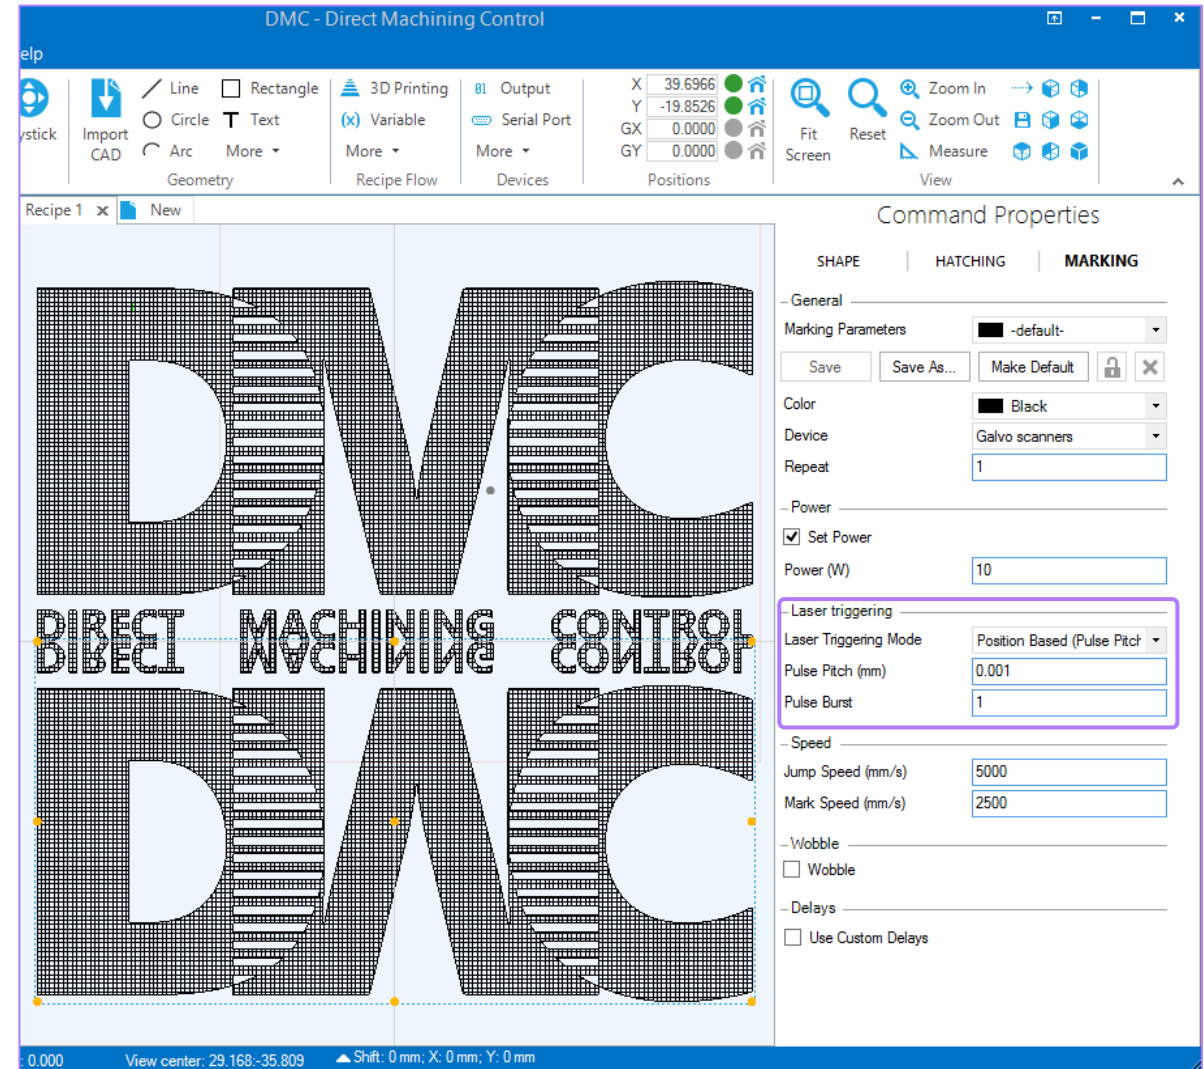 DMC - Direct Machining Control
elp
Line Rectangle 3D Printing 01 Output X 39.6966 Zoom In
Y -19.8526
ystick Import CAD Circle T Text (x) Variable Serial Port GX 0.0000 Fit Screen Reset Zoom Out
Arc More More More GY 0.0000 Measure
Geometry Recipe Flow Devices Positions View
Recipe 1 New
Command Properties
SHAPE HATCHING MARKING
General
Marking Parameters -default-
Save Save As... Make Default
Color Black
Device Galvo scanners
Repeat 1
Power
Set Power
Power (W) 10
Laser triggering
Laser Triggering Mode Position Based (Pulse Pitch
Pulse Pitch (mm) 0.001
Pulse Burst 1
Speed
Jump Speed (mm/s) 5000
Mark Speed (mm/s) 2500
Wobble
Wobble
Delays
Use Custom Delays
DMC
DIRECT MACHINING CONTROL
DIRECT MACHINING CONTROL
DMC
: 0.000 View center: 29.168:-35.809 Shift: 0 mm; X: 0 mm; Y: 0 mm